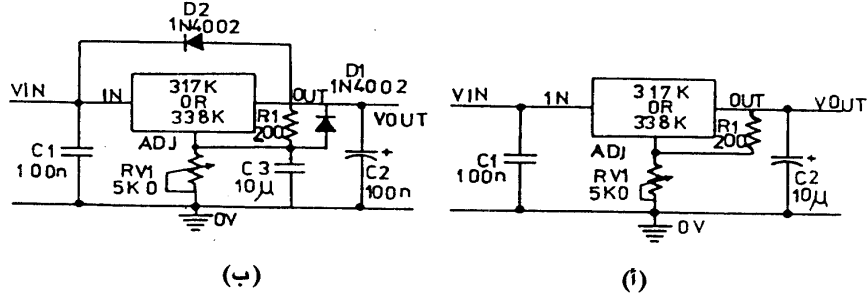 D2
1N4002
VIN
1N
317K
OR
338K
OUT
D1
1N4002
VOUT
ADJ
R1
200
C1
100n
RV1
5K0
C3
10μ
C2
100n
+
0V
(ب)
VIN
1N
317K
OR
338K
OUT
VOUT
ADJ
R1
200
C1
100n
RV1
5K0
C2
10μ
+
0V
(أ)